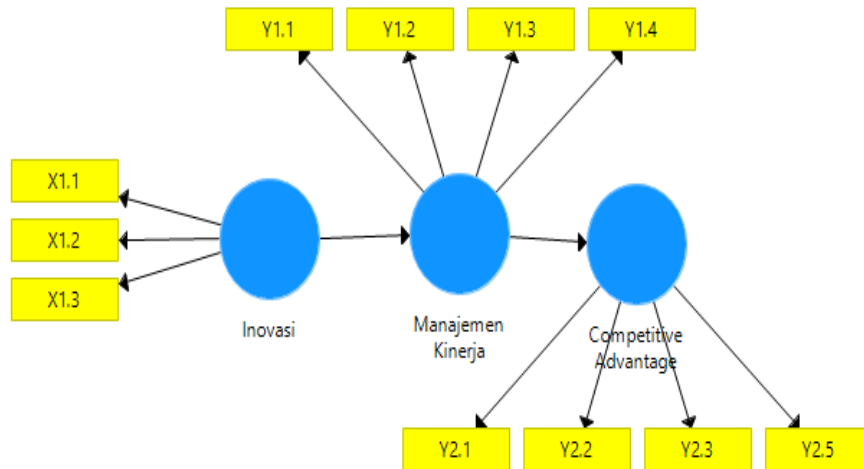 Y1.1
Y1.2
Y1.3
Y1.4
X1.1
X1.2
X1.3
Inovasi
Manajemen
Kinerja
Competitive
Advantage
Y2.1
Y2.2
Y2.3
Y2.5